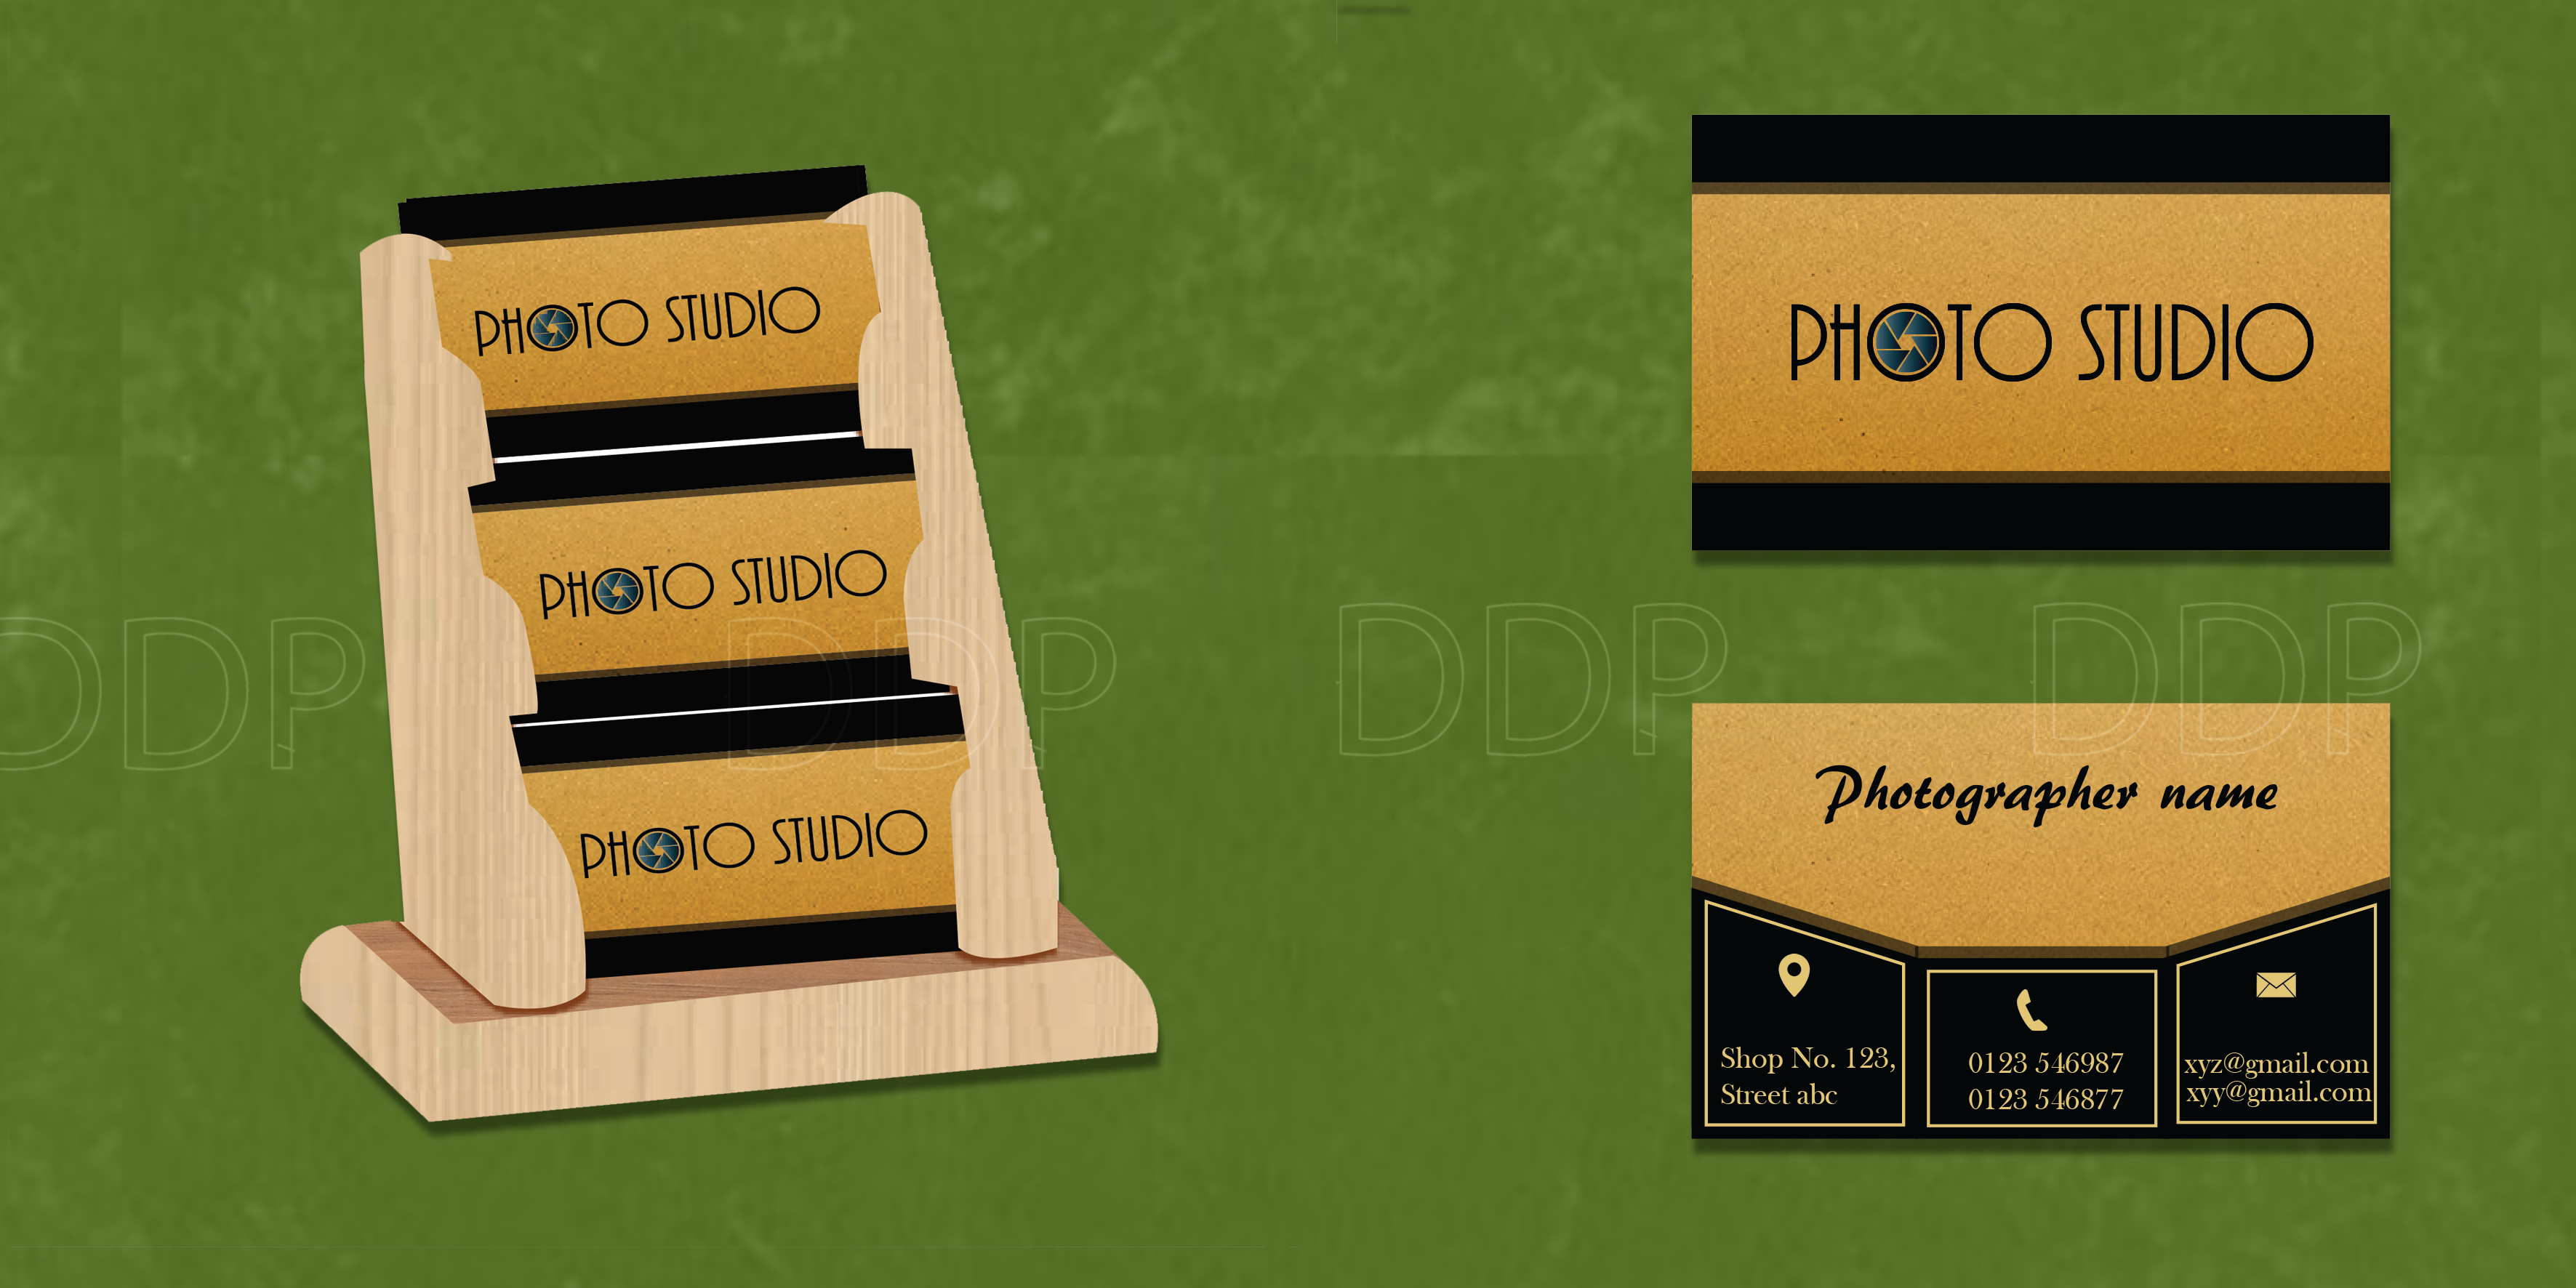 PHOTO STUDIO
PHOTO STUDIO
PHOTO STUDIO
PHOTO STUDIO
DDP DDP DDP DDP
Photographer name
Shop No. 123,
Street abc
0123 546987
0123 546877
xyz@gmail.com
xyy@gmail.com